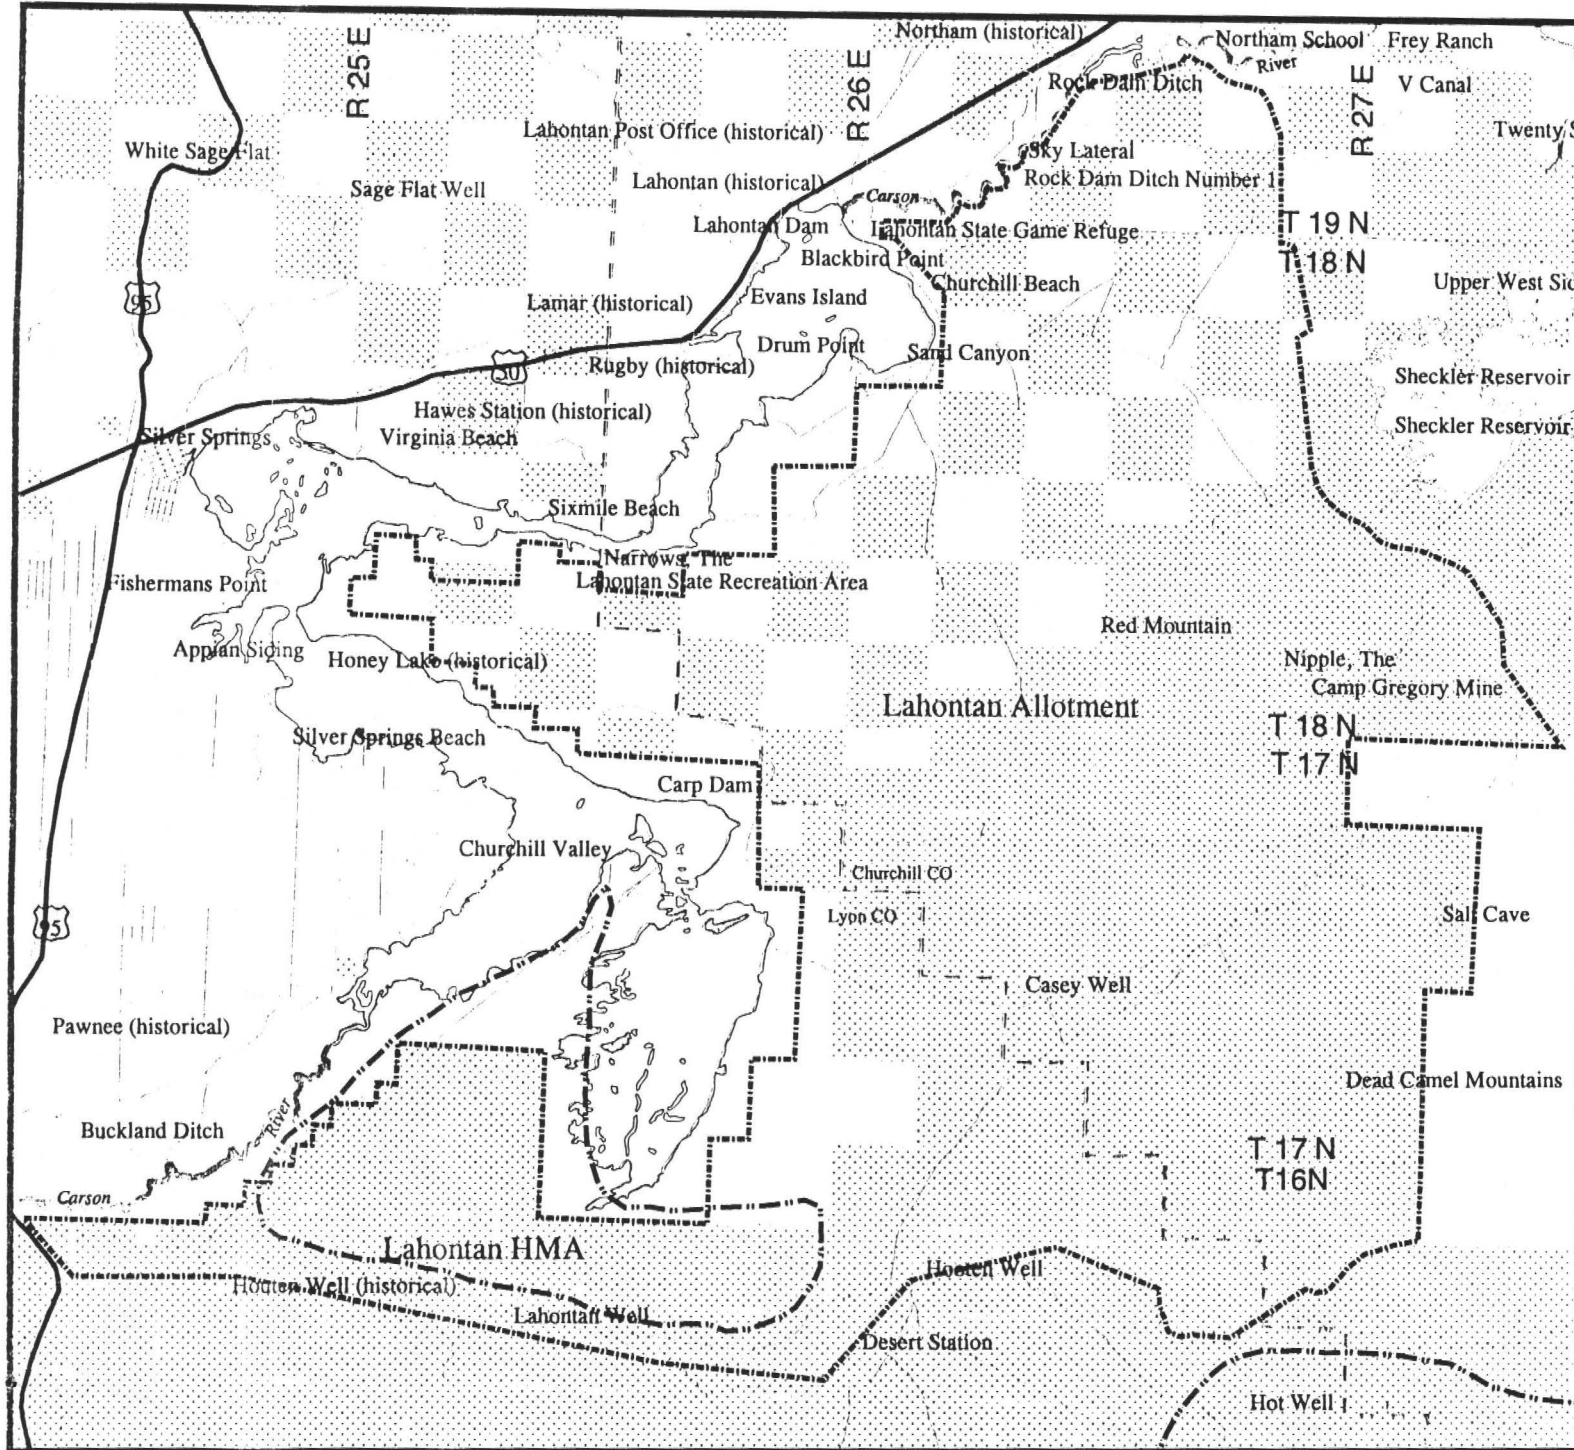 Northam (historical)
Northam School
Frey Ranch
R 25 E
R 26 E
River
R 27 E
Rock Dam Ditch
V Canal
Lahontan Post Office (historical)
White Sage Flat
Sky Lateral
Sage Flat Well
Lahontan (historical)
Carson
Rock Dam Ditch Number 1
Lahontan Dam
Lahontan State Game Refuge
T 19 N
T 18 N
Blackbird Point
Churchill Beach
Upper West
95
Lamar (historical)
Evans Island
Drum Point
Sand Canyon
50
Rugby (historical)
Sheckler Reservoir
Hawes Station (historical)
Silver Springs
Virginia Beach
Sheckler Reservoir
Sixmile Beach
Narrows, The
Fishermans Point
Lahontan State Recreation Area
Red Mountain
Appian Siding
Honey Lake (historical)
Nipple, The
Camp Gregory Mine
Lahontan Allotment
T 18 N
T 17 N
Silver Springs Beach
Carp Dam
Churchill Valley
Churchill CO
Lyon CO
95
Salt Cave
Casey Well
Pawnee (historical)
Dead Camel Mountains
Buckland Ditch
River
T 17 N
T16N
Carson
Lahontan HMA
Hooten Well
Hooten Well (historical)
Lahontan Well
Desert Station
Hot Well